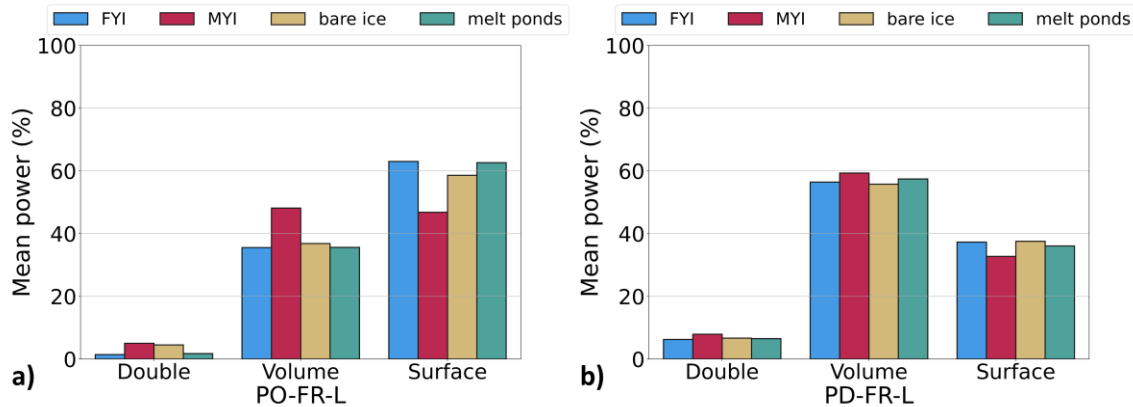 FYI MYI bare ice melt ponds
100
80
60
40
20
0
Mean power (%)
Double Volume Surface
PO-FR-L
a)
FYI MYI bare ice melt ponds
100
80
60
40
20
0
Mean power (%)
Double Volume Surface
PD-FR-L
b)